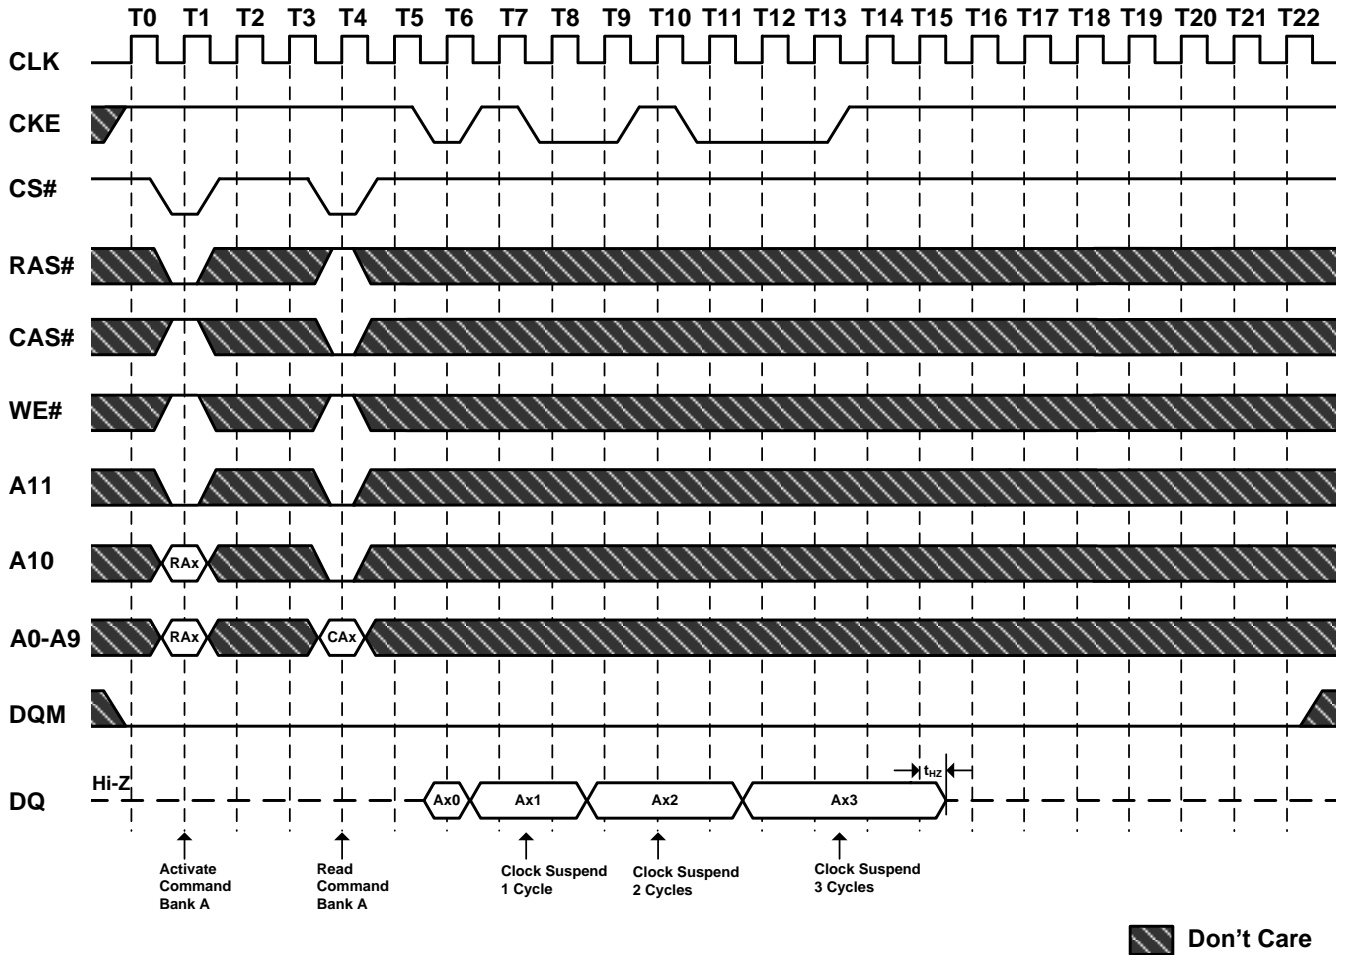 T0 T1 T2 T3 T4 T5 T6 T7 T8 T9 T10 T11 T12 T13 T14 T15 T16 T17 T18 T19 T20 T21 T22
CLK
CKE
CS#
RAS#
CAS#
WE#
A11
A10
RAx
A0-A9
RAx
CAx
DQM
Hi-Z
tHZ
DQ
Ax0
Ax1
Ax2
Ax3
Activate
Command
Bank A
Read
Command
Bank A
Clock Suspend
1 Cycle
Clock Suspend
2 Cycles
Clock Suspend
3 Cycles
Don't Care